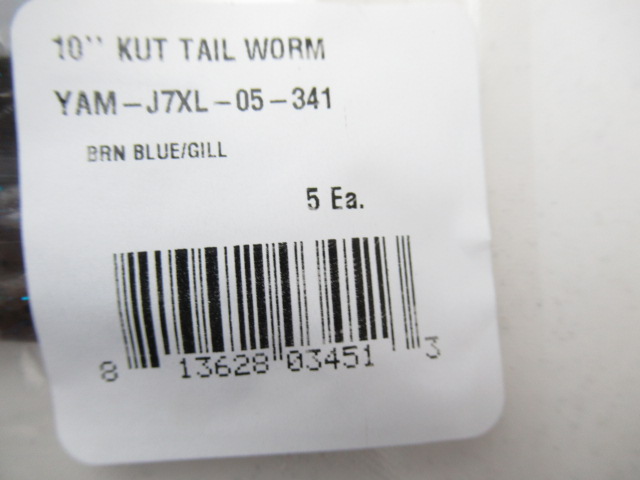 10" KUT TAIL WORM
YAM-J7XL-05-341
BRN BLUE/GILL
5 Ea.
8 13628 03451 3